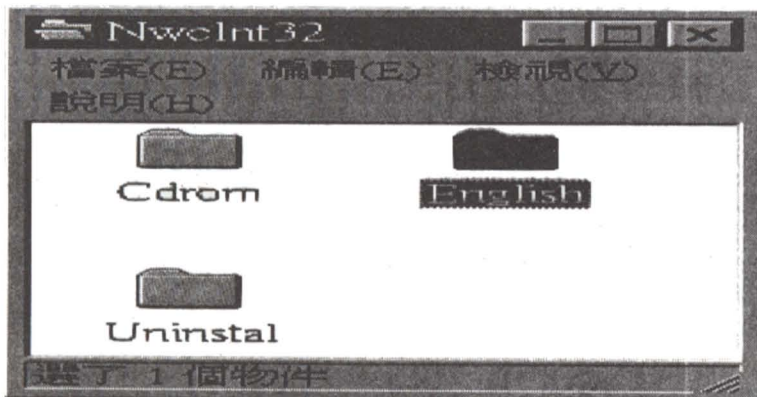 Nwclnt32
檔案(E) 編輯(E) 檢視(V)
說明(H)
Cdrom English
Uninstal
選了 1 個物件